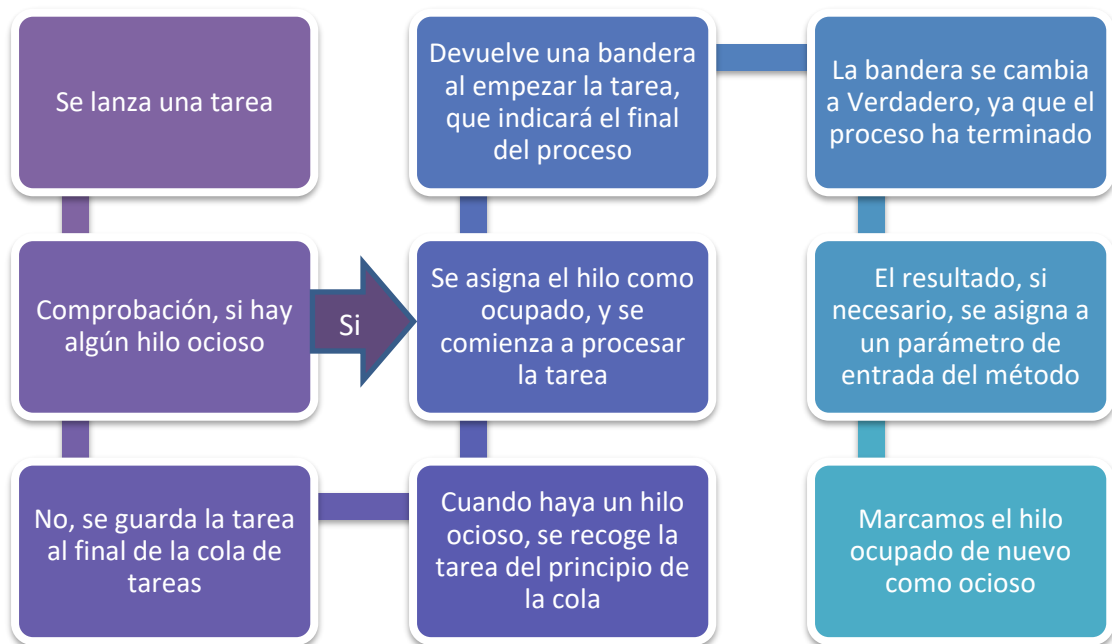 Se lanza una tarea
Comprobación, si hay
algún hilo ocioso
Si
No, se guarda la tarea
al final de la cola de
tareas
Cuando haya un hilo
ocioso, se recoge la
tarea del principio de
la cola
Se asigna el hilo como
ocupado, y se
comienza a procesar
la tarea
Devuelve una bandera
al empezar la tarea,
que indicará el final
del proceso
La bandera se cambia
a Verdadero, ya que el
proceso ha terminado
El resultado, si
necesario, se asigna a
un parámetro de
entrada del método
Marcamos el hilo
ocupado de nuevo
como ocioso